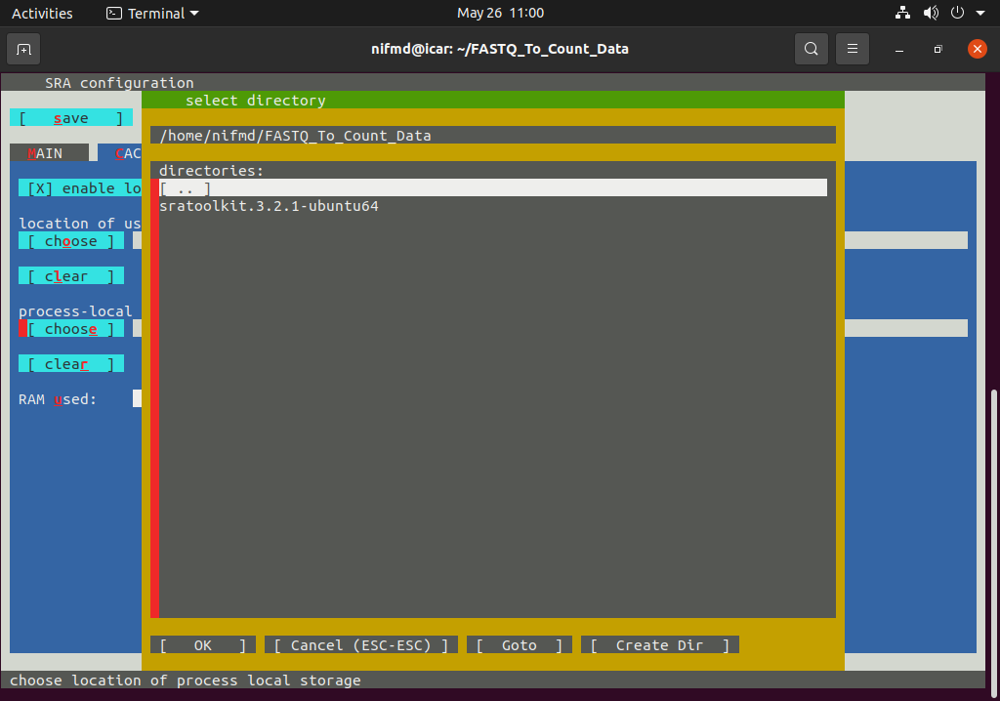 Activities Terminal May 26 11:00
nifmd@icar: ~/FASTQ_To_Count_Data
SRA configuration
select directory
[ save ]
/home/nifmd/FASTQ_To_Count_Data
MAIN CAC
directories:
[X] enable lo
[ .. ]
sratoolkit.3.2.1-ubuntu64
location of us
[ choose ]
[ clear ]
process-local
[ choose ]
[ clear ]
RAM used:
[ OK ] [ Cancel (ESC-ESC) ] [ Goto ] [ Create Dir ]
choose location of process local storage